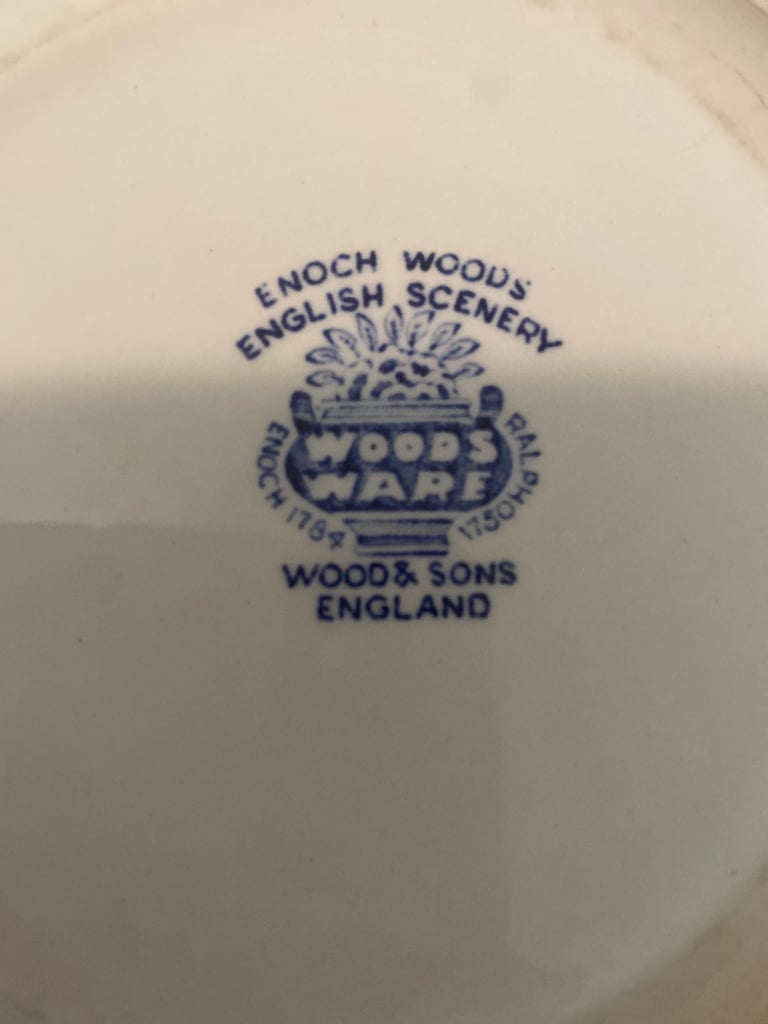 ENOCH WOODS
ENGLISH SCENERY
WOODS
WARE
ENOCH 1784
1750 RALPH
WOOD & SONS
ENGLAND